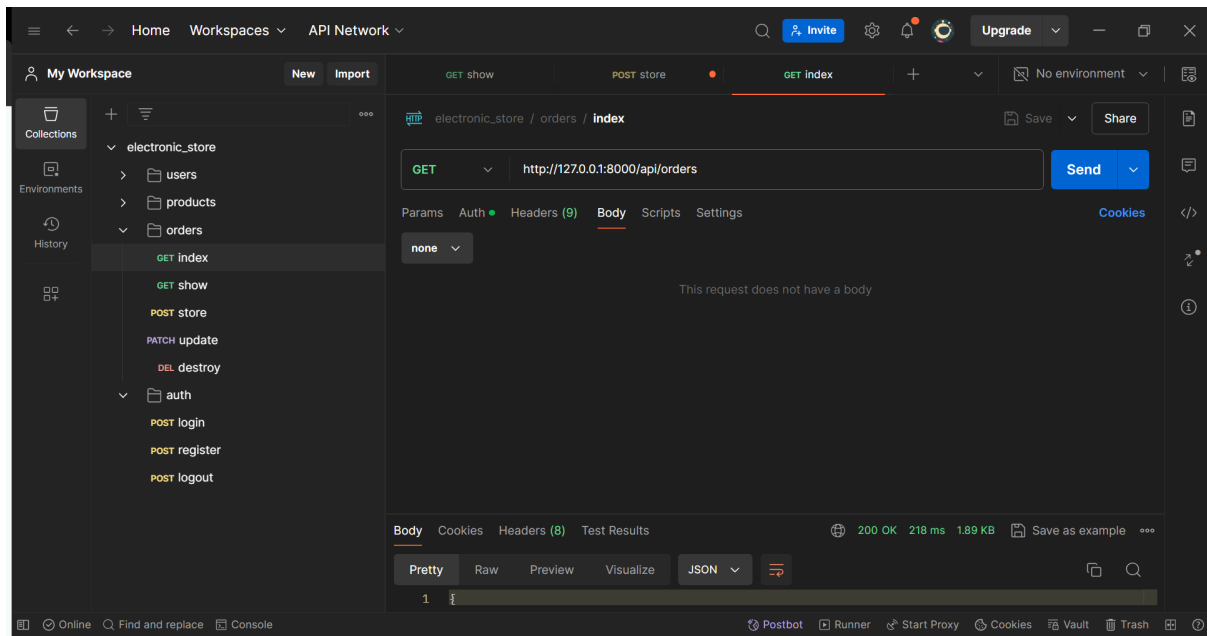 Home Workspaces API Network Invite Upgrade
My Workspace New Import GET show POST store GET index No environment
Collections
HTTP electronic_store / orders / index Save Share
electronic_store
Environments
users
GET http://127.0.0.1:8000/api/orders Send
products
Params Auth Headers (9) Body Scripts Settings Cookies
orders
History
none
GET index
GET show
This request does not have a body
POST store
PATCH update
DEL destroy
auth
POST login
POST register
POST logout
Body Cookies Headers (8) Test Results 200 OK 218 ms 1.89 KB Save as example
Pretty Raw Preview Visualize JSON
1 {
Online Find and replace Console Postbot Runner Start Proxy Cookies Vault Trash